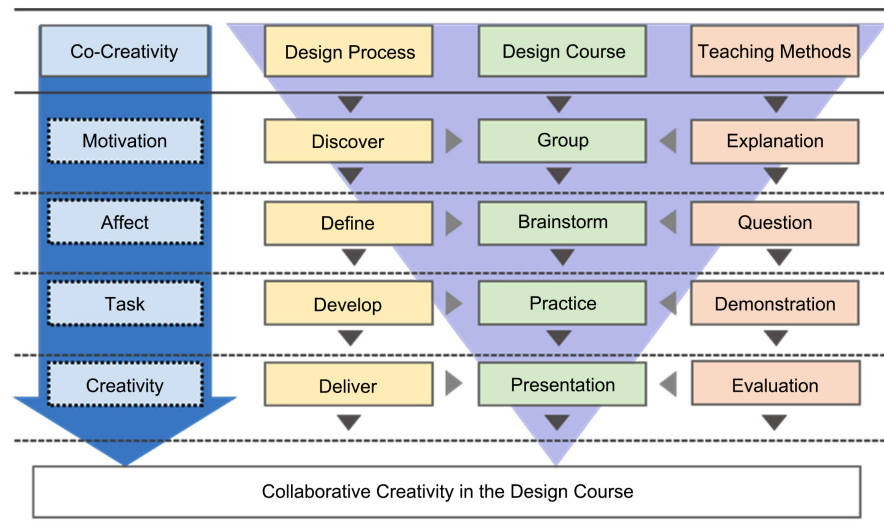 Co-Creativity
Design Process
Design Course
Teaching Methods
Motivation
Discover
Group
Explanation
Affect
Define
Brainstorm
Question
Task
Develop
Practice
Demonstration
Creativity
Deliver
Presentation
Evaluation
Collaborative Creativity in the Design Course